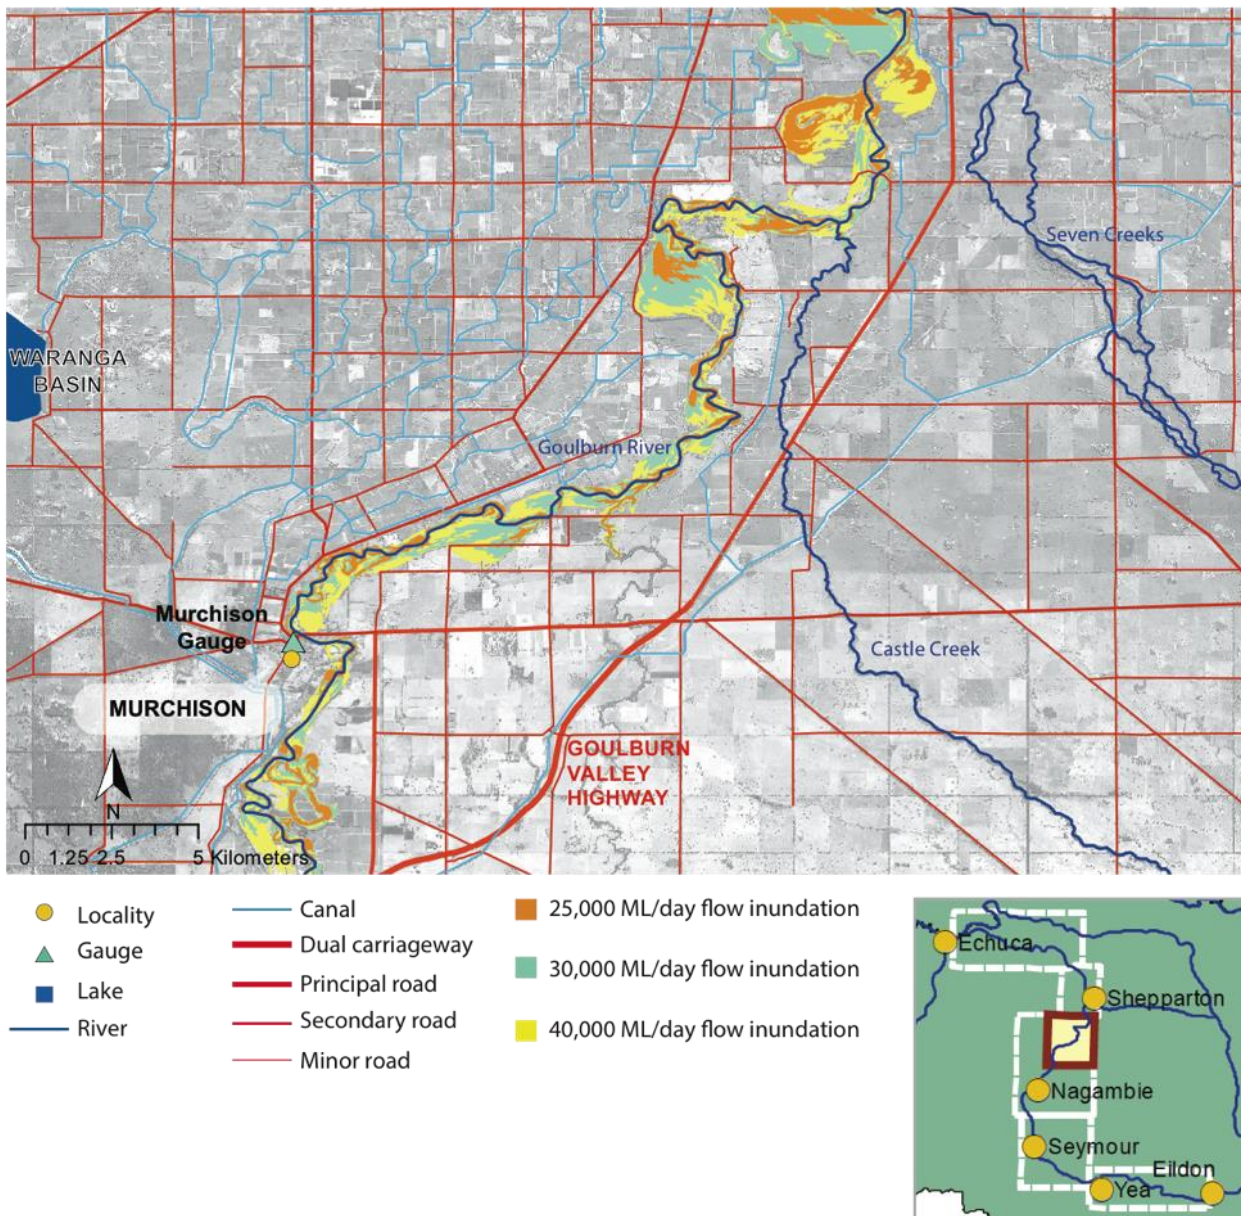 Seven Creeks
WARANGA
BASIN
Goulburn River
Murchison
Gauge
Castle Creek
MURCHISON
GOULBURN
VALLEY
HIGHWAY
N
0 1.25 2.5 5 Kilometers
Locality
Gauge
Lake
River
Canal
Dual carriageway
Principal road
Secondary road
Minor road
25,000 ML/day flow inundation
30,000 ML/day flow inundation
40,000 ML/day flow inundation
Echuca
Shepparton
Nagambie
Seymour
Eildon
Yea